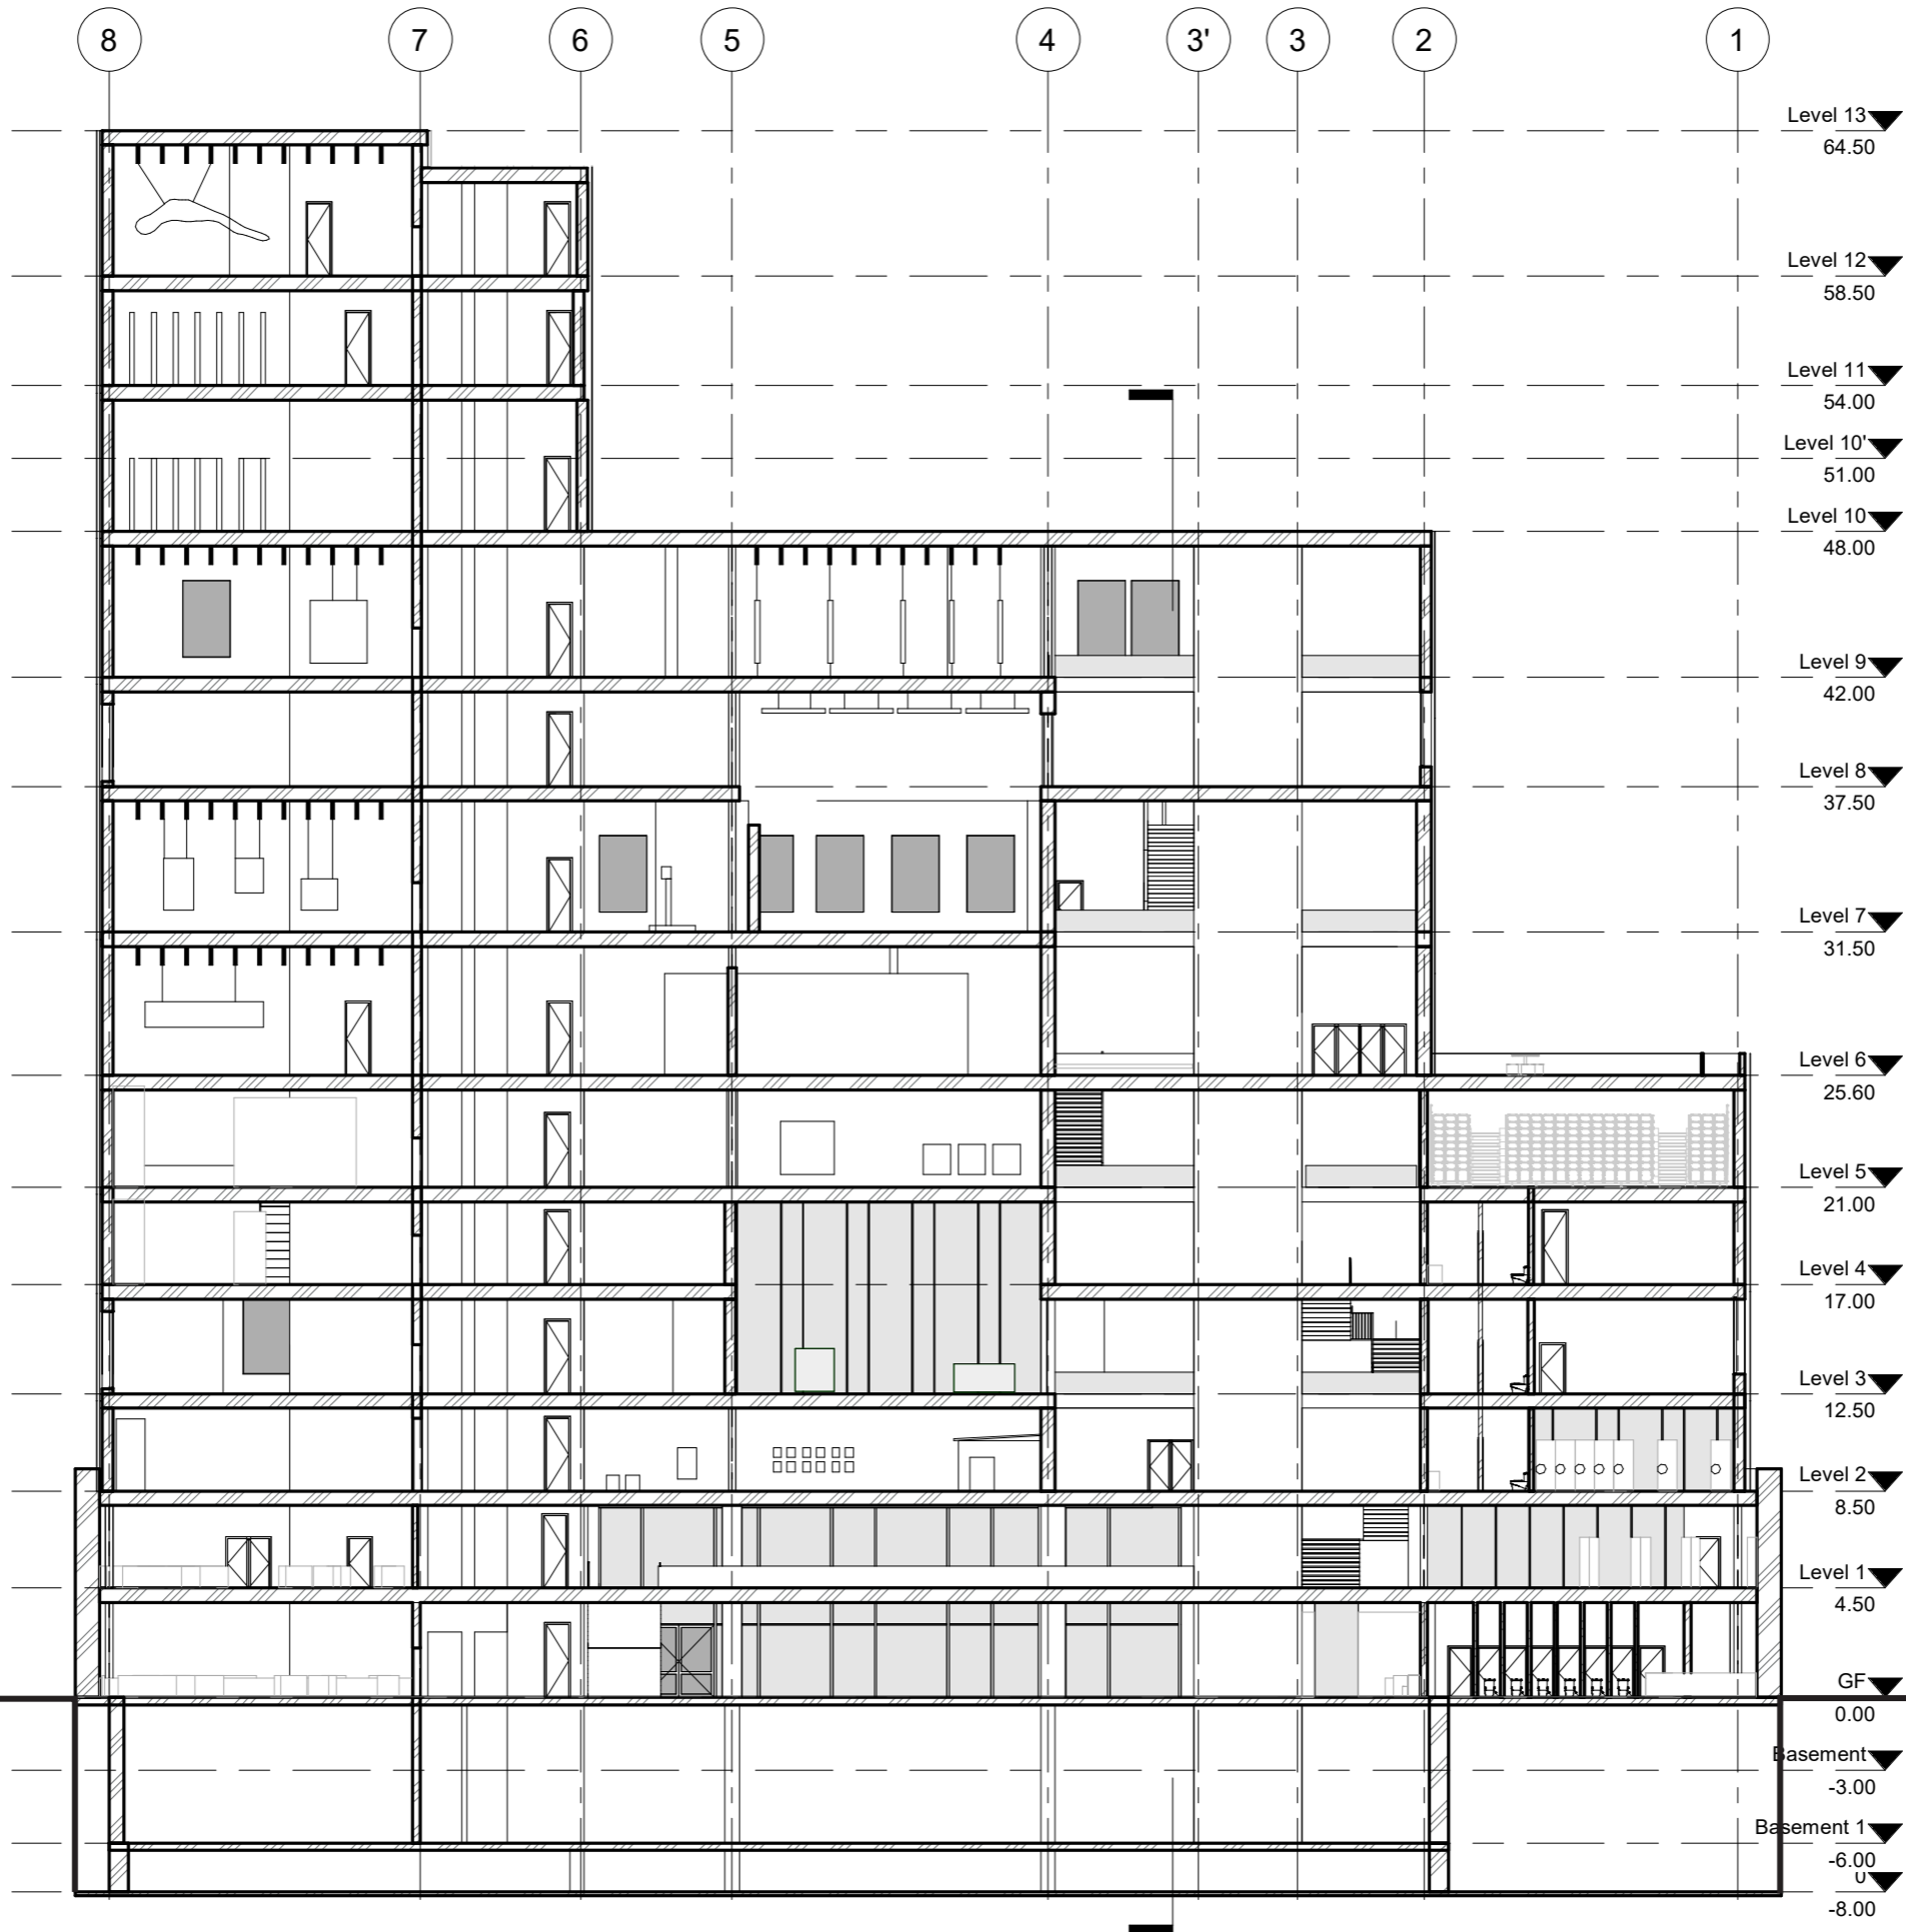 8 7 6 5 4 3' 3 2 1
Level 13
64.50
Level 12
58.50
Level 11
54.00
Level 10'
51.00
Level 10
48.00
Level 9
42.00
Level 8
37.50
Level 7
31.50
Level 6
25.60
Level 5
21.00
Level 4
17.00
Level 3
12.50
Level 2
8.50
Level 1
4.50
GF
0.00
Basement
-3.00
Basement 1
-6.00
0
-8.00